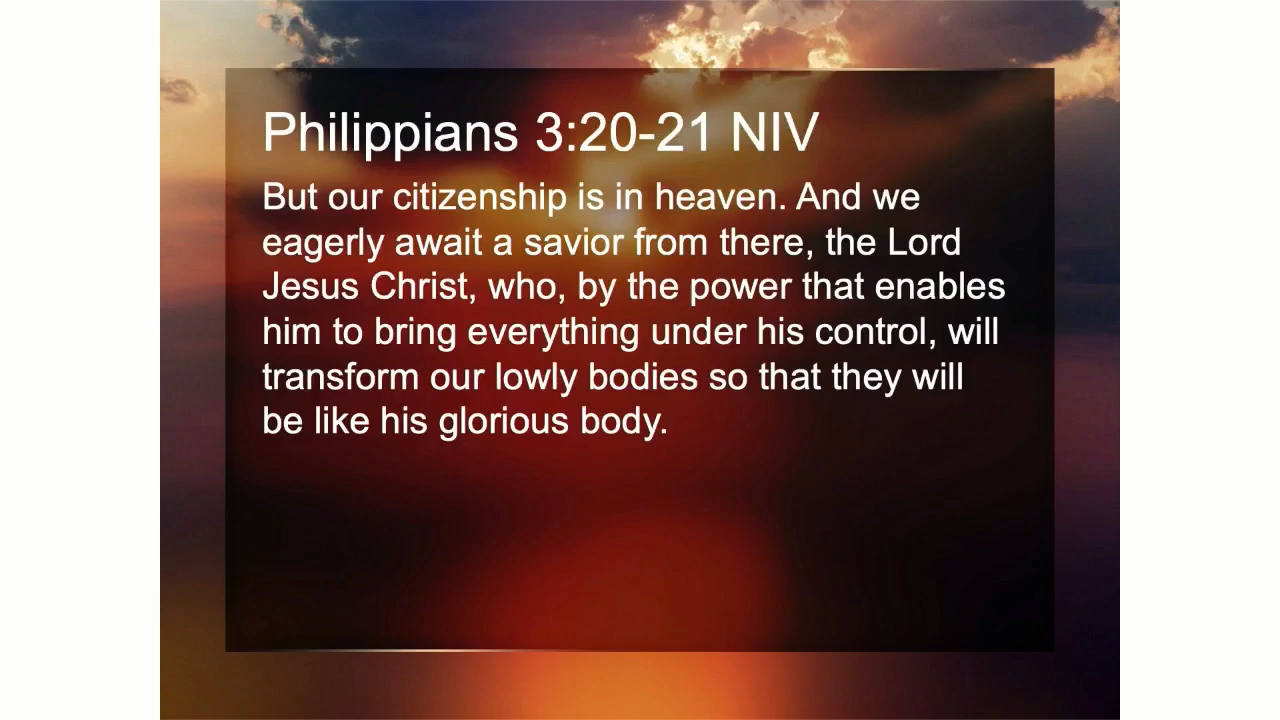 Philippians 3:20-21 NIV
But our citizenship is in heaven. And we
eagerly await a savior from there, the Lord
Jesus Christ, who, by the power that enables
him to bring everything under his control, will
transform our lowly bodies so that they will
be like his glorious body.